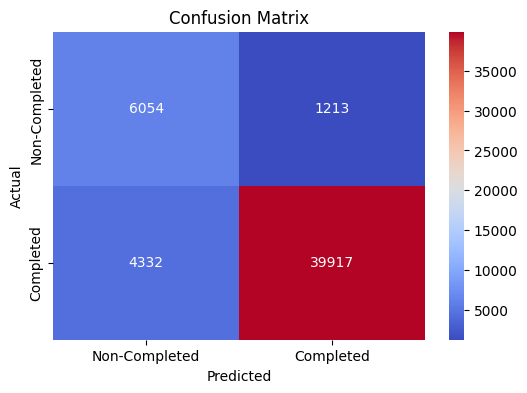 Confusion Matrix
Actual
Non-Completed
Completed
6054
1213
4332
39917
Non-Completed
Completed
Predicted
35000
30000
25000
20000
15000
10000
5000